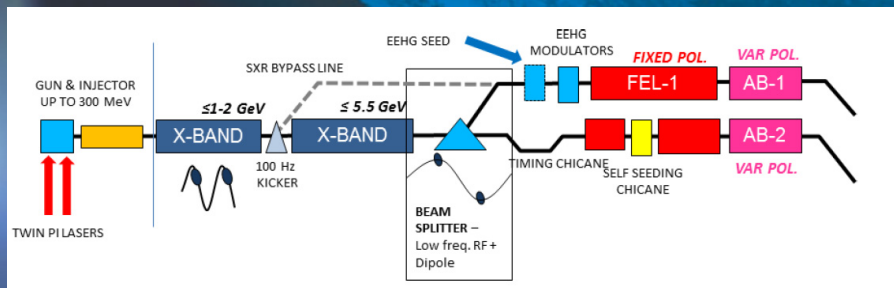 EEHG SEED
EEHG
MODULATORS
FIXED POL.
VAR POL.
SXR BYPASS LINE
GUN & INJECTOR
UP TO 300 MeV
≤1-2 GeV
≤ 5.5 GeV
FEL-1
AB-1
X-BAND
X-BAND
AB-2
100 Hz
KICKER
TIMING CHICANE
SELF SEEDING
CHICANE
VAR POL.
TWIN PI LASERS
BEAM
SPLITTER –
Low freq. RF +
Dipole